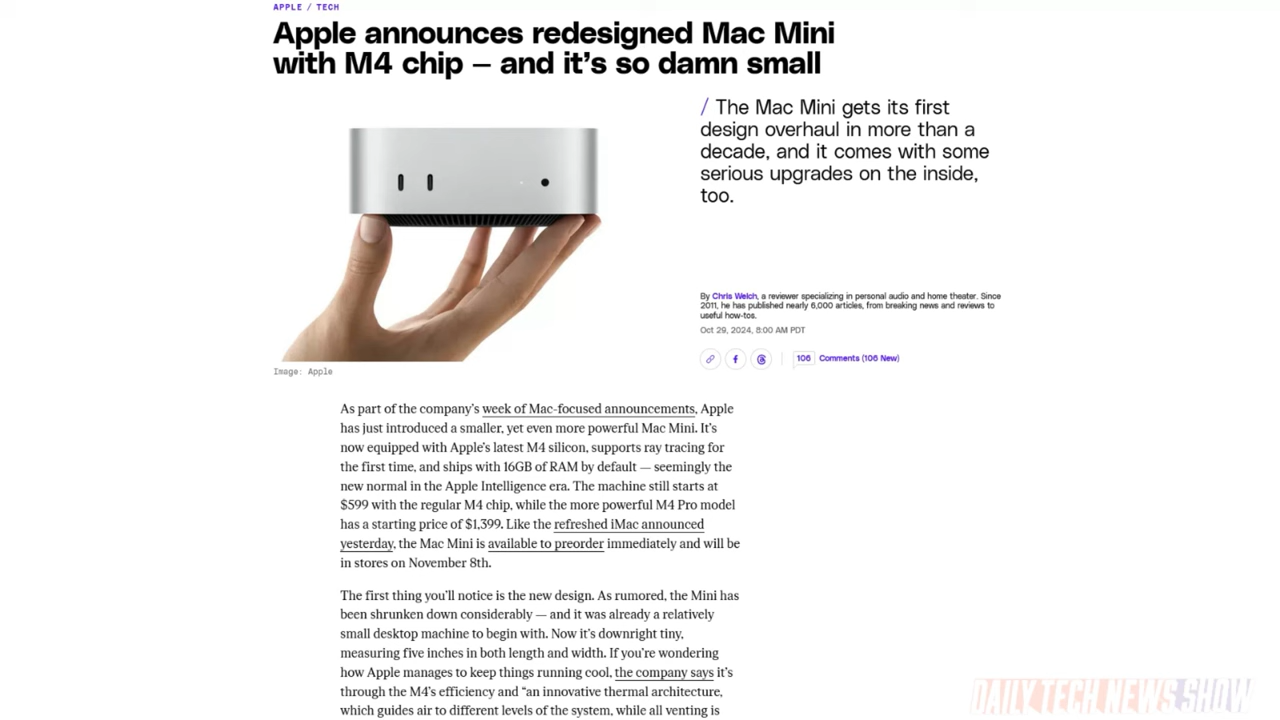 APPLE / TECH
Apple announces redesigned Mac Mini
with M4 chip — and it's so damn small
/ The Mac Mini gets its first
design overhaul in more than a
decade, and it comes with some
serious upgrades on the inside,
too.
By Chris Welch, a reviewer specializing in personal audio and home theater. Since
2011, he has published nearly 6,000 articles, from breaking news and reviews to
useful how-tos.
Oct 29, 2024, 8:00 AM PDT
106 Comments (106 New)
Image: Apple
As part of the company's week of Mac-focused announcements, Apple
has just introduced a smaller, yet even more powerful Mac Mini. It's
now equipped with Apple's latest M4 silicon, supports ray tracing for
the first time, and ships with 16GB of RAM by default — seemingly the
new normal in the Apple Intelligence era. The machine still starts at
$599 with the regular M4 chip, while the more powerful M4 Pro model
has a starting price of $1,399. Like the refreshed iMac announced
yesterday, the Mac Mini is available to preorder immediately and will be
in stores on November 8th.
The first thing you'll notice is the new design. As rumored, the Mini has
been shrunken down considerably — and it was already a relatively
small desktop machine to begin with. Now it's downright tiny,
measuring five inches in both length and width. If you're wondering
how Apple manages to keep things running cool, the company says it's
through the M4's efficiency and "an innovative thermal architecture,
which guides air to different levels of the system, while all venting is
DAILY TECH NEWS SHOW